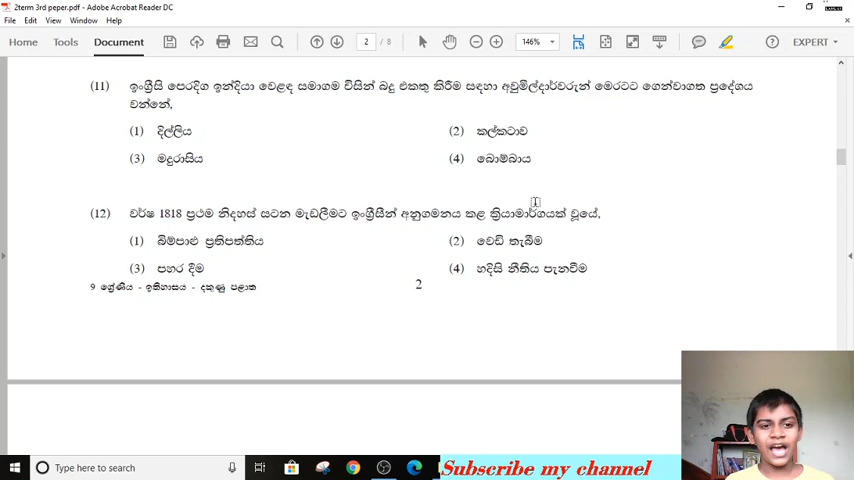 2term 3rd peper.pdf - Adobe Acrobat Reader DC
File Edit View Window Help
Home Tools Document 2 / 8 146% EXPERT
(11) ඉංග්‍රීසි පෙරදිග ඉන්දියා වෙළඳ සමාගම විසින් බදු එකතු කිරීම සඳහා අවුමිල්දාර්වරුන් මෙරටට ගෙන්වාගත ප්‍රදේශය
වන්නේ,
(1) දිල්ලිය (2) කල්කටාව
(3) මදුරාසිය (4) බොම්බාය
(12) වර්ෂ 1818 ප්‍රථම නිදහස් සටන මැඩලීමට ඉංග්‍රීසීන් අනුගමනය කළ ක්‍රියාමාර්ගයක් වූයේ,
(1) බිම්පාළු ප්‍රතිපත්තිය (2) වෙඩි තැබීම
(3) පහර දීම (4) හදිසි නීතිය පැනවීම
9 ශ්‍රේණිය - ඉතිහාසය - දකුණු පළාත 2
Type here to search
Subscribe my channel